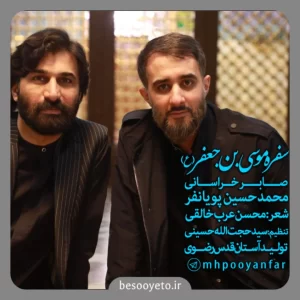 سفره موسی بن جعفر (ع)
صابر خراسانی
محمدحسین پویانفر
شعر: محسن عرب خالقی
تنظیم: سید حجت الله حسینی
تولید آستان قدس رضوی
mhpooyanfar
besooyeto.ir